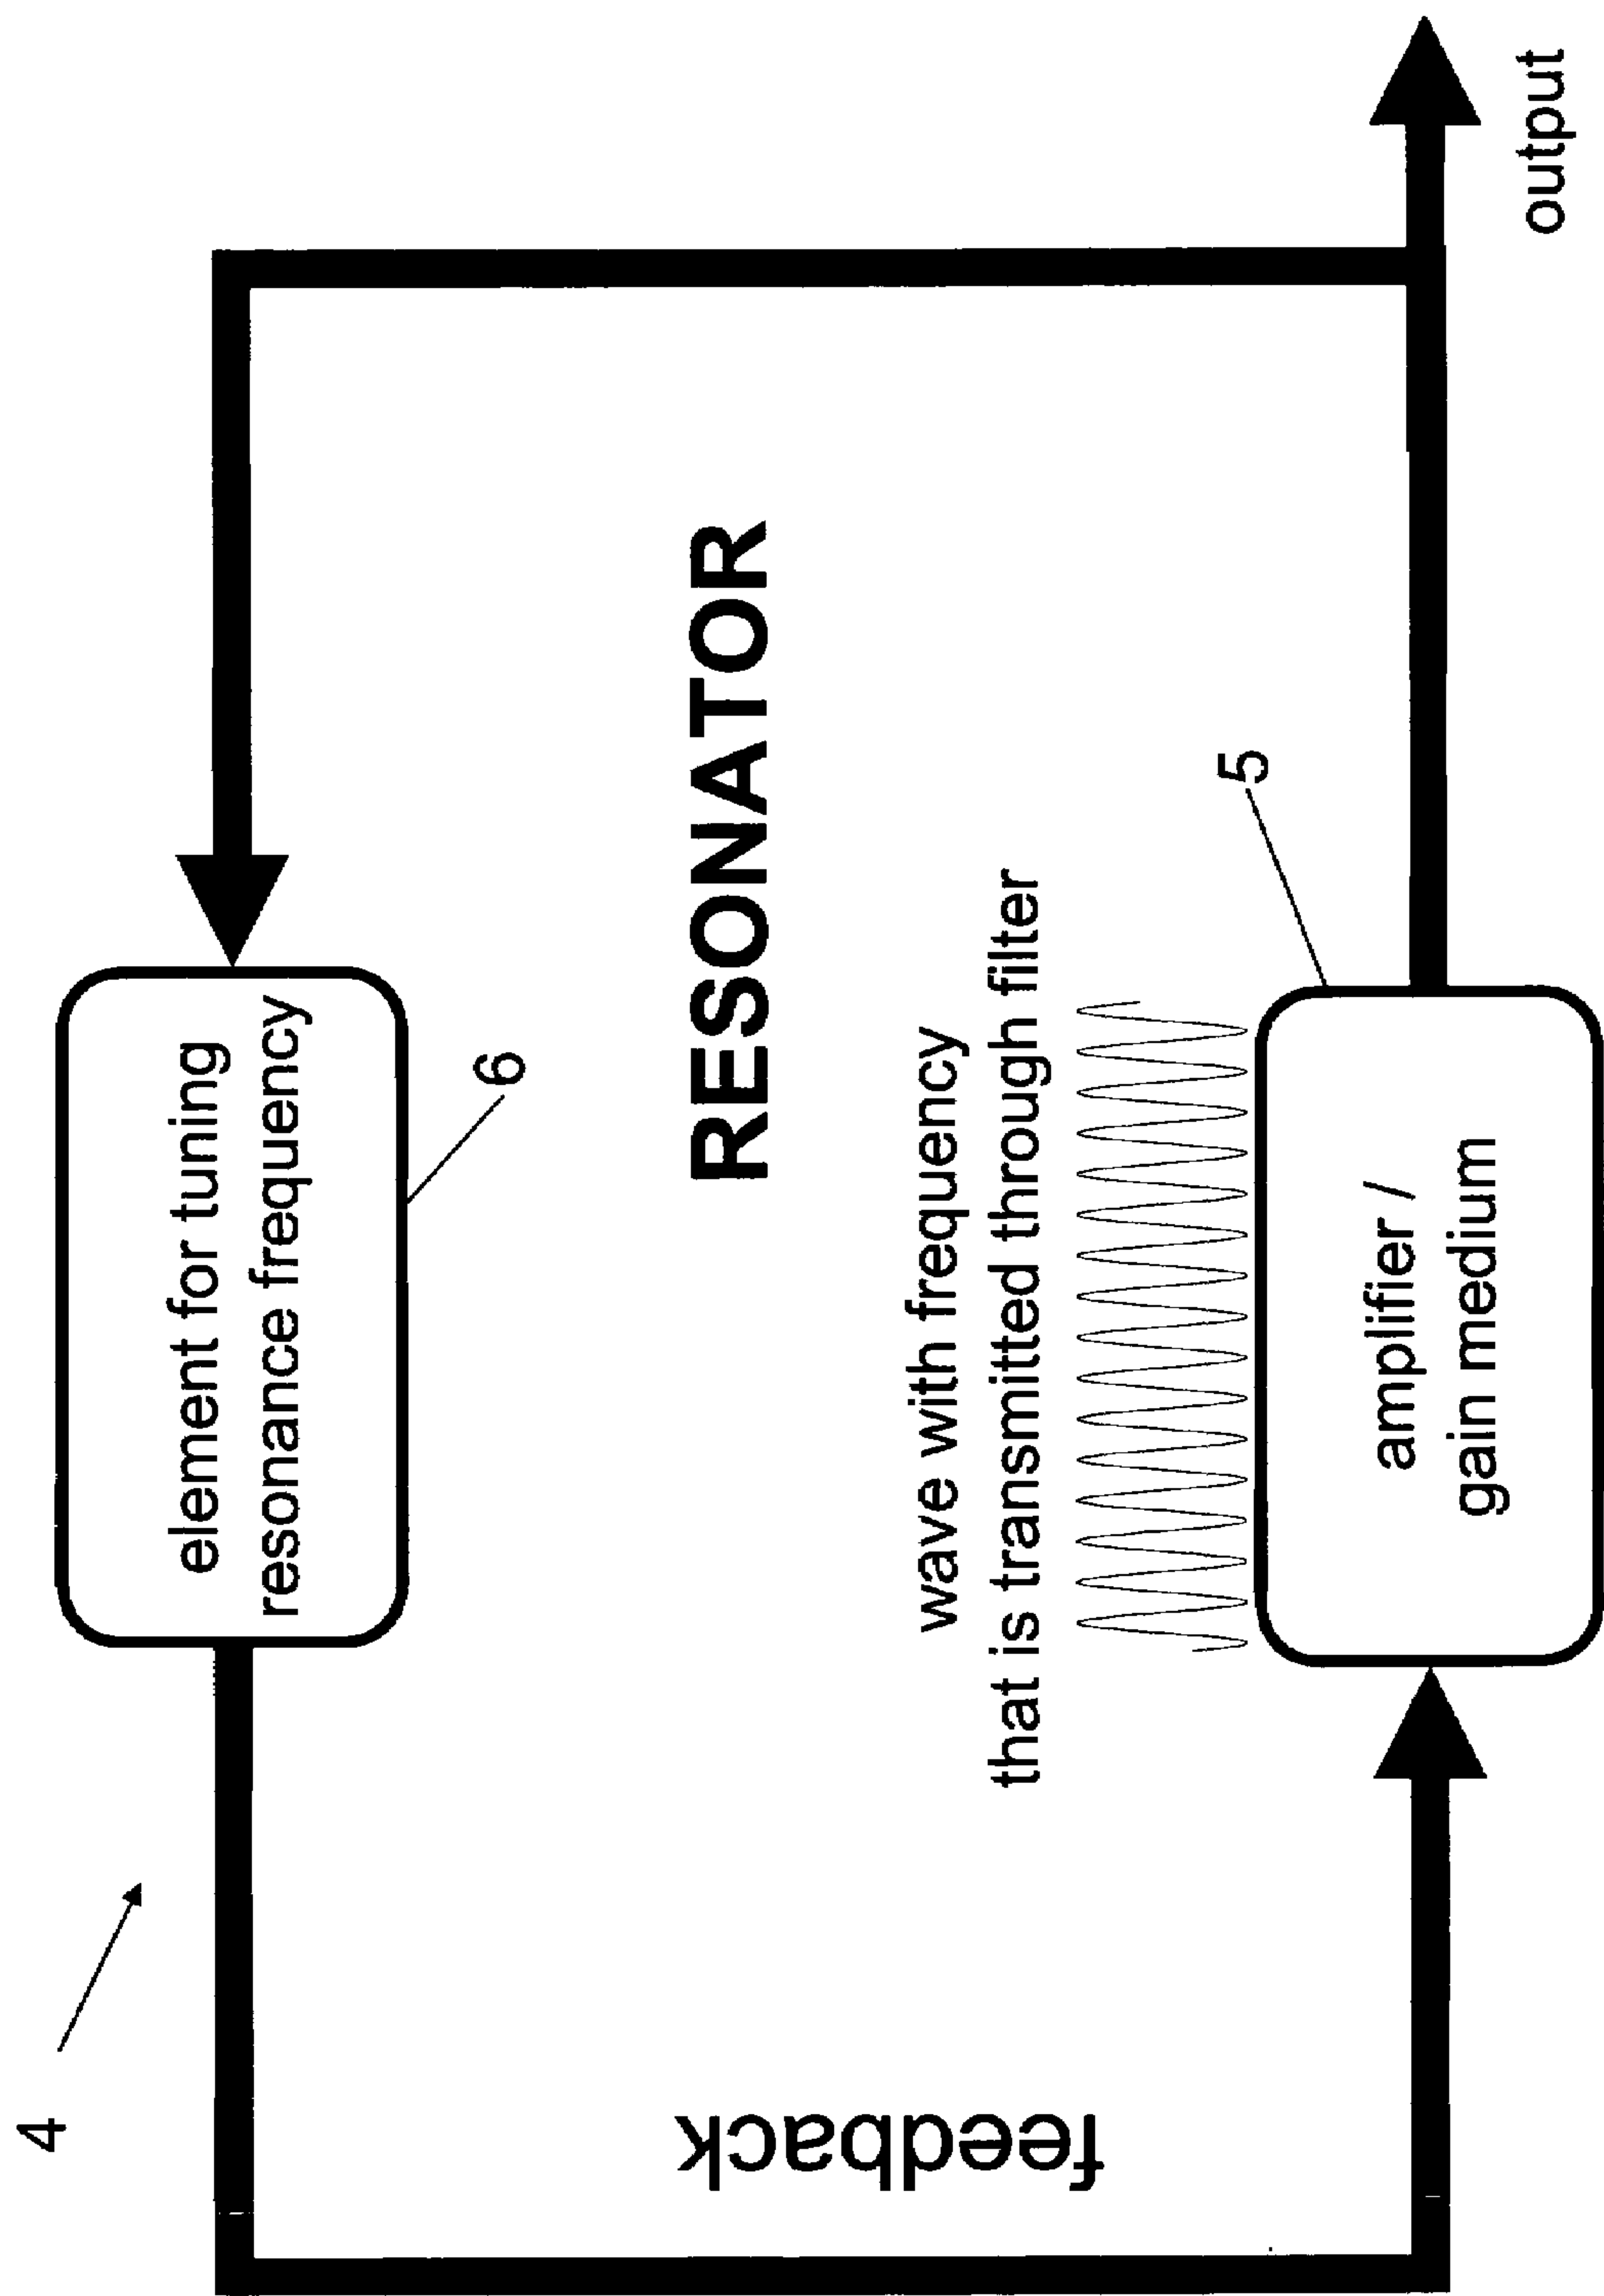 4
element for tuning
resonance frequency
6
RESONATOR
feedback
wave with frequency
that is transmitted through filter
5
amplifier /
gain medium
output